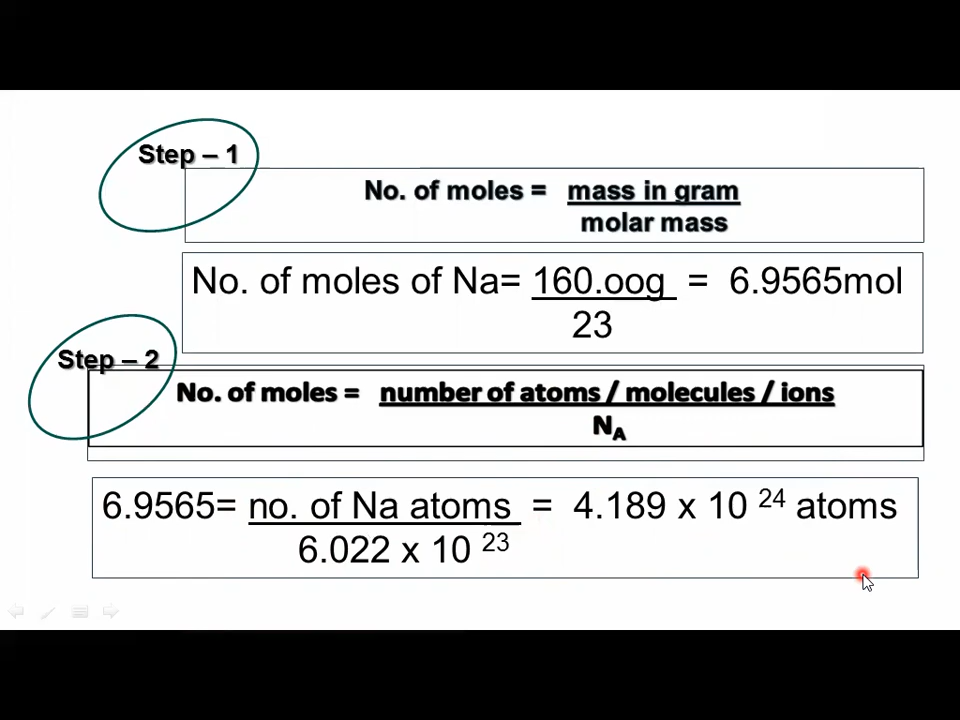 Step – 1
No. of moles = mass in gram
molar mass
No. of moles of Na= 160.oog = 6.9565mol
23
Step – 2
No. of moles = number of atoms / molecules / ions
N_A
6.9565= no. of Na atoms = 4.189 x 10 ²⁴ atoms
6.022 x 10 ²³